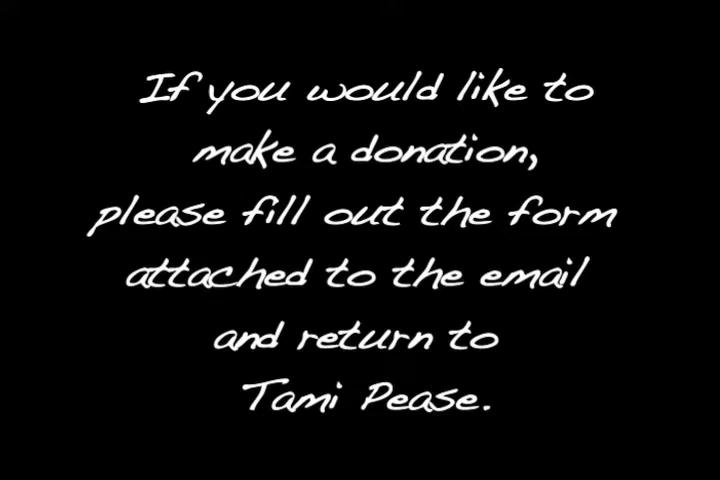 If you would like to
make a donation,
please fill out the form
attached to the email
and return to
Tami Pease.